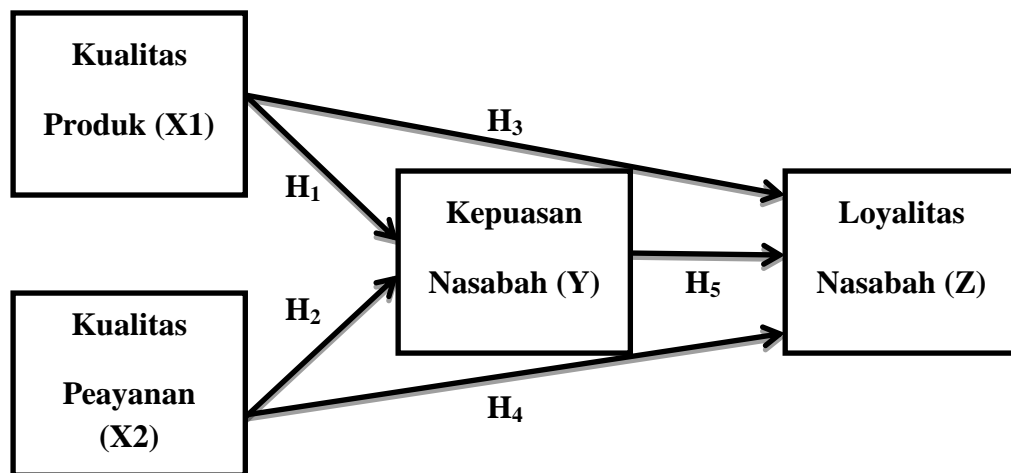 Kualitas
Produk (X1)
H3
H1
Kepuasan
Nasabah (Y)
Loyalitas
Nasabah (Z)
H5
H2
Kualitas
Peayanan
(X2)
H4